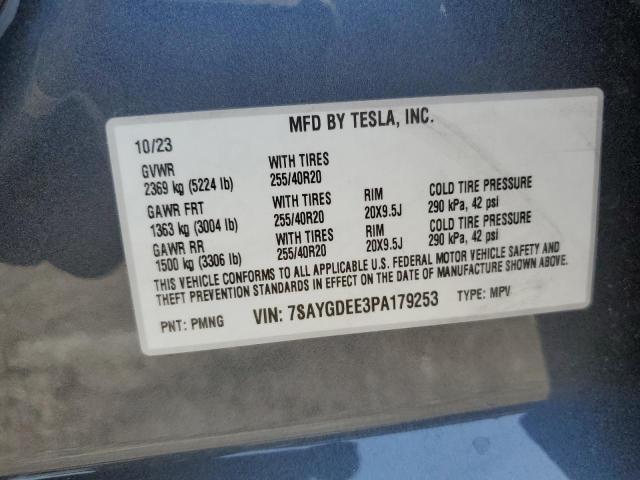 MFD BY TESLA, INC.
10/23
GVWR WITH TIRES
2369 kg (5224 lb) 255/40R20
GAWR FRT WITH TIRES RIM COLD TIRE PRESSURE
1363 kg (3004 lb) 255/40R20 20X9.5J 290 kPa, 42 psi
GAWR RR WITH TIRES RIM COLD TIRE PRESSURE
1500 kg (3306 lb) 255/40R20 20X9.5J 290 kPa, 42 psi
THIS VEHICLE CONFORMS TO ALL APPLICABLE U.S. FEDERAL MOTOR VEHICLE SAFETY AND
THEFT PREVENTION STANDARDS IN EFFECT ON THE DATE OF MANUFACTURE SHOWN ABOVE.
PNT: PMNG VIN: 7SAYGDEE3PA179253 TYPE: MPV